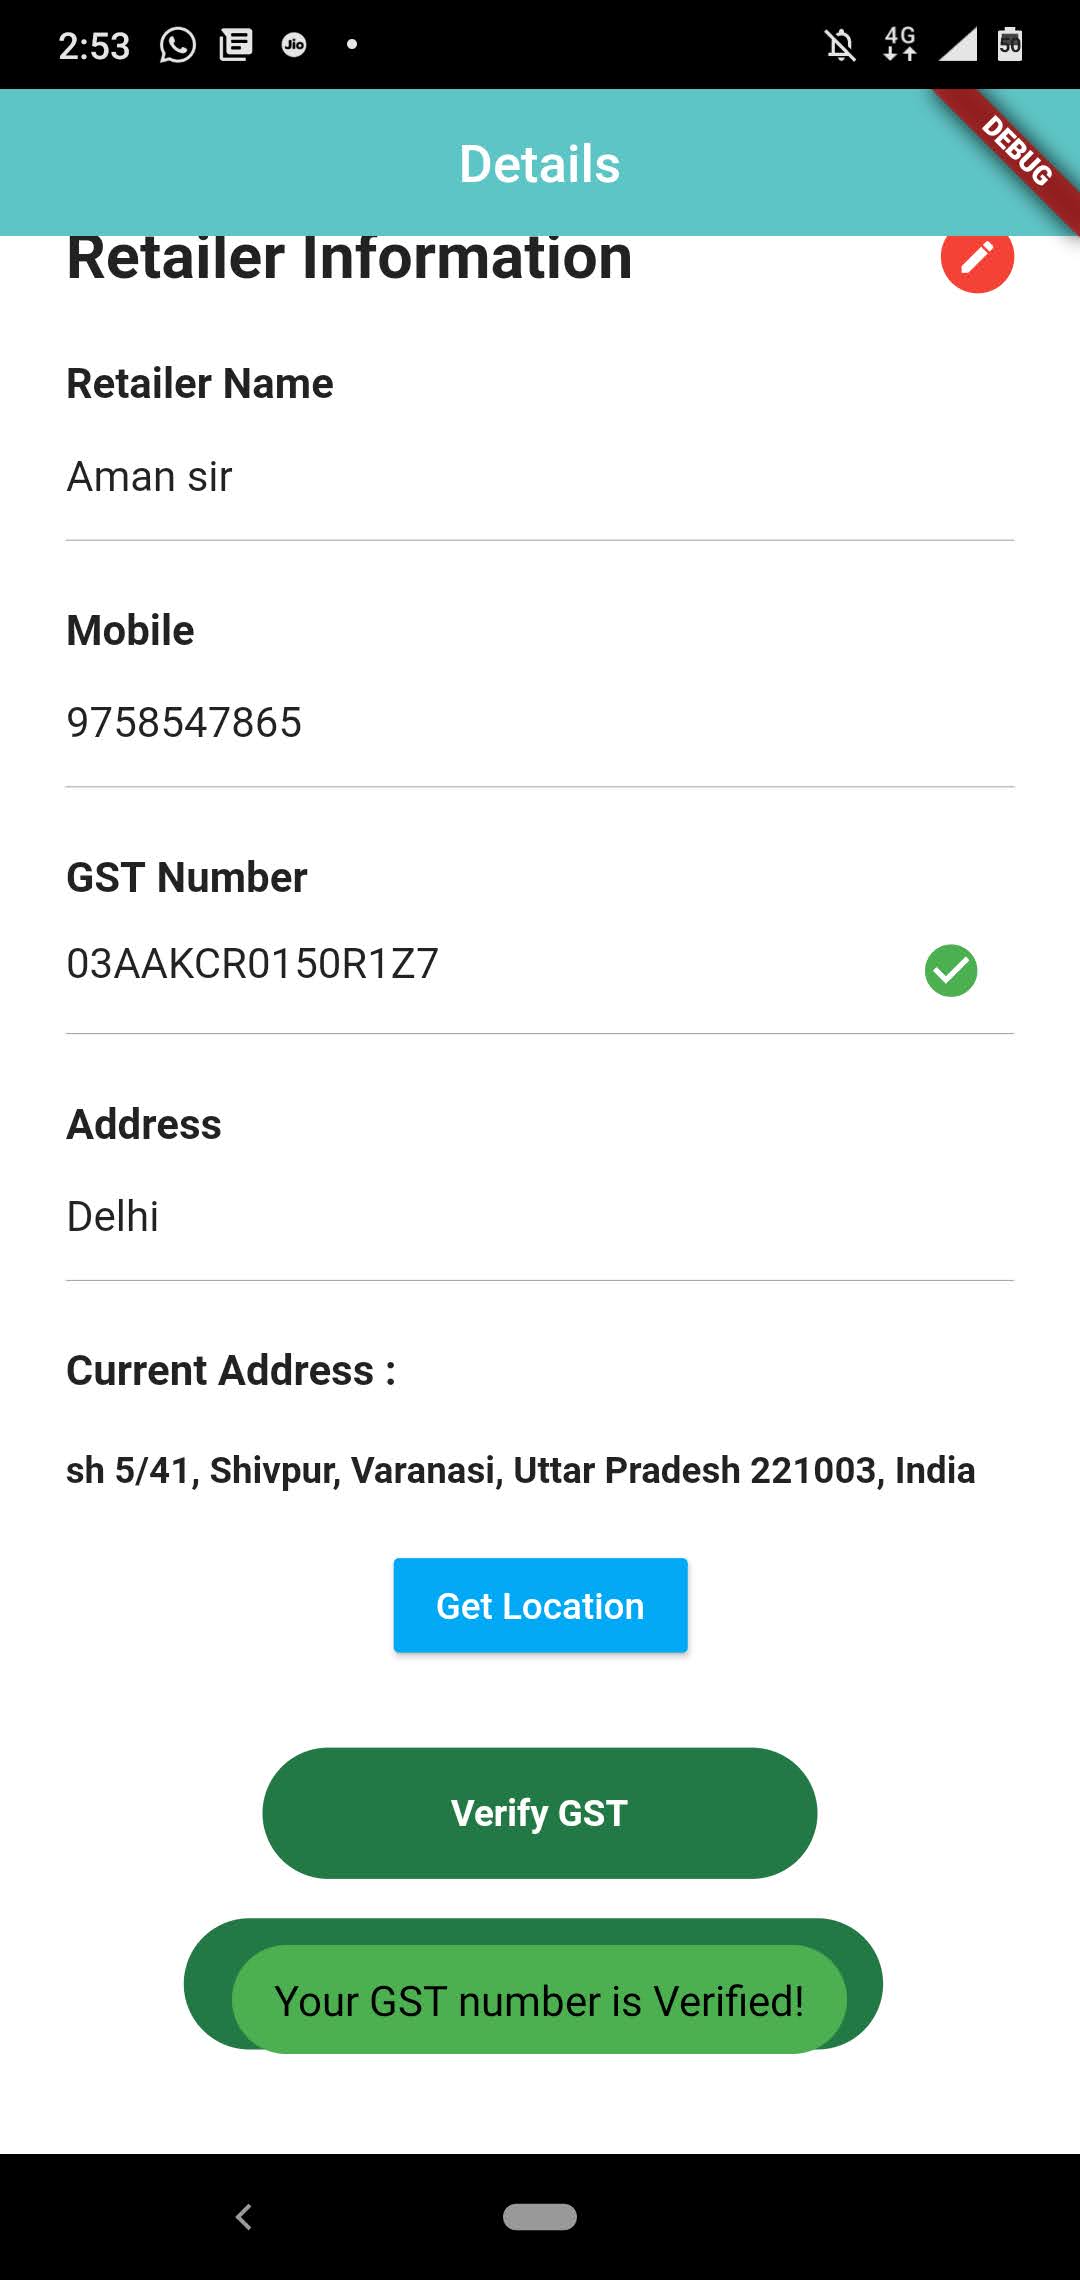 2:53
Jio
4G
50
Details
DEBUG
Retailer Information
Retailer Name
Aman sir
Mobile
9758547865
GST Number
03AAKCR0150R1Z7
Address
Delhi
Current Address :
sh 5/41, Shivpur, Varanasi, Uttar Pradesh 221003, India
Get Location
Verify GST
Your GST number is Verified!